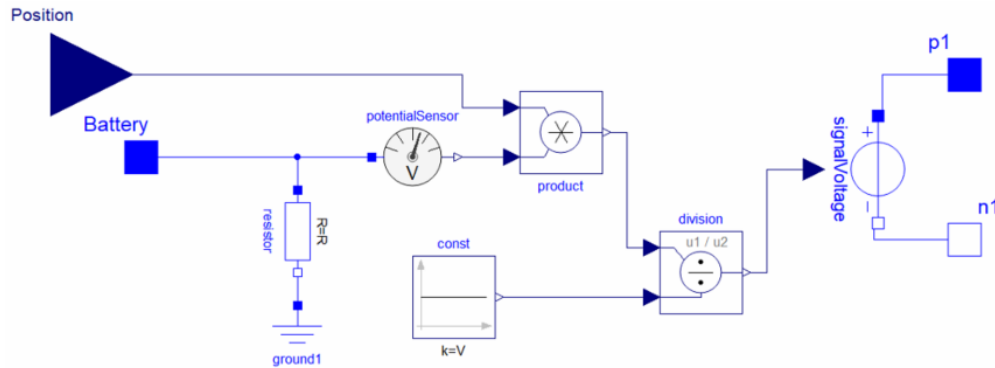 Position
p1
Battery
potentialSensor
V
product
+
signalVoltage
−
n1
R=R
resistor
division
u1 / u2
const
k=V
ground1